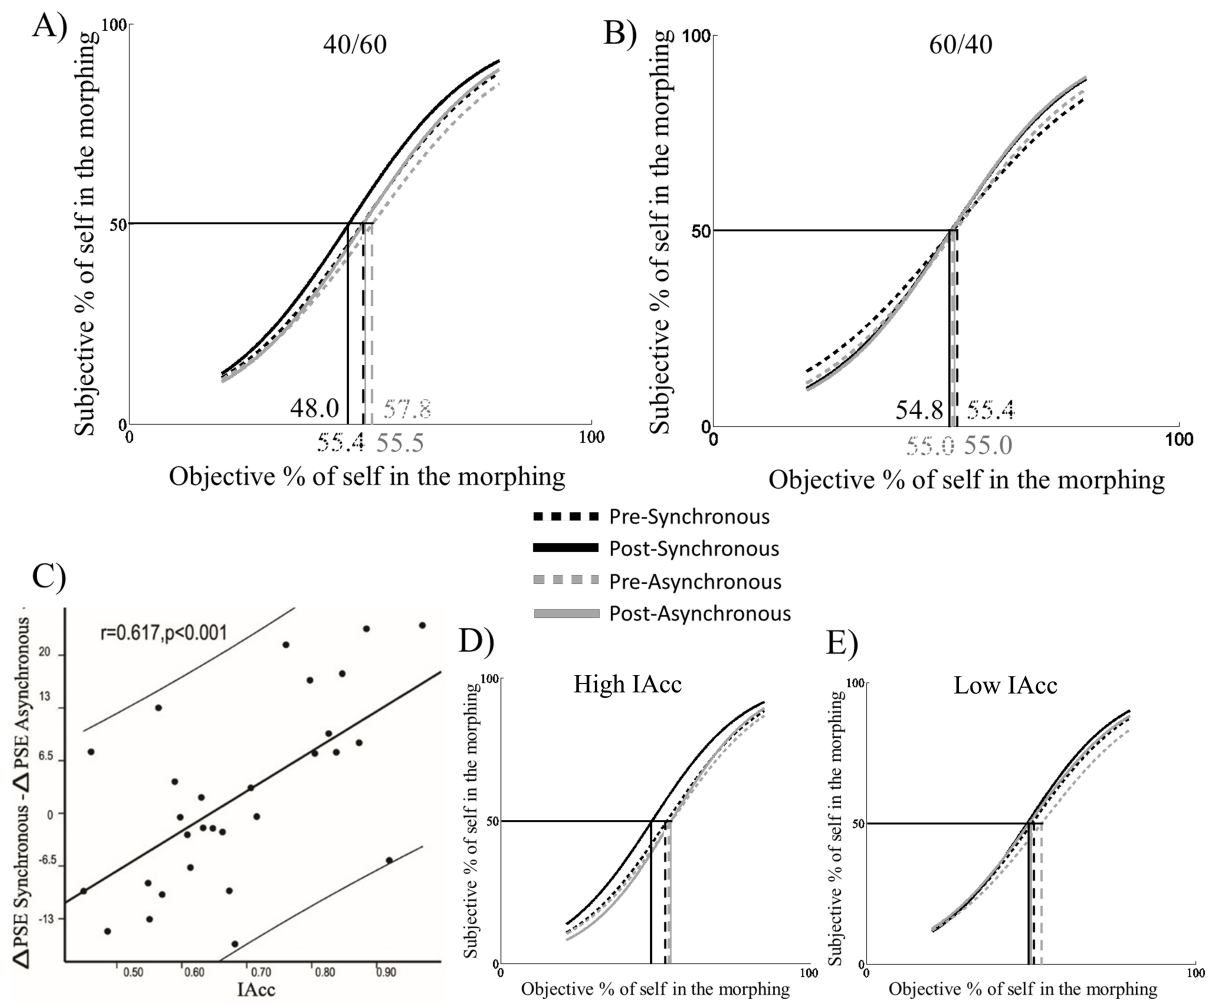 A)
40/60
Subjective % of self in the morphing
100
50
0
48.0
57.8
0
55.4
55.5
100
Objective % of self in the morphing
B)
60/40
Subjective % of self in the morphing
100
50
0
54.8
55.4
0
55.0
55.0
100
Objective % of self in the morphing
Pre-Synchronous
Post-Synchronous
Pre-Asynchronous
Post-Asynchronous
C)
r=0.617,p<0.001
ΔPSE Synchronous -ΔPSE Asynchronous
20
13
6.5
0
-6.5
-13
0.50
0.60
0.70
0.80
0.90
IAcc
D)
High IAcc
Subjective % of self in the morphing
100
50
0
0
100
Objective % of self in the morphing
E)
Low IAcc
Subjective % of self in the morphing
100
50
0
0
100
Objective % of self in the morphing